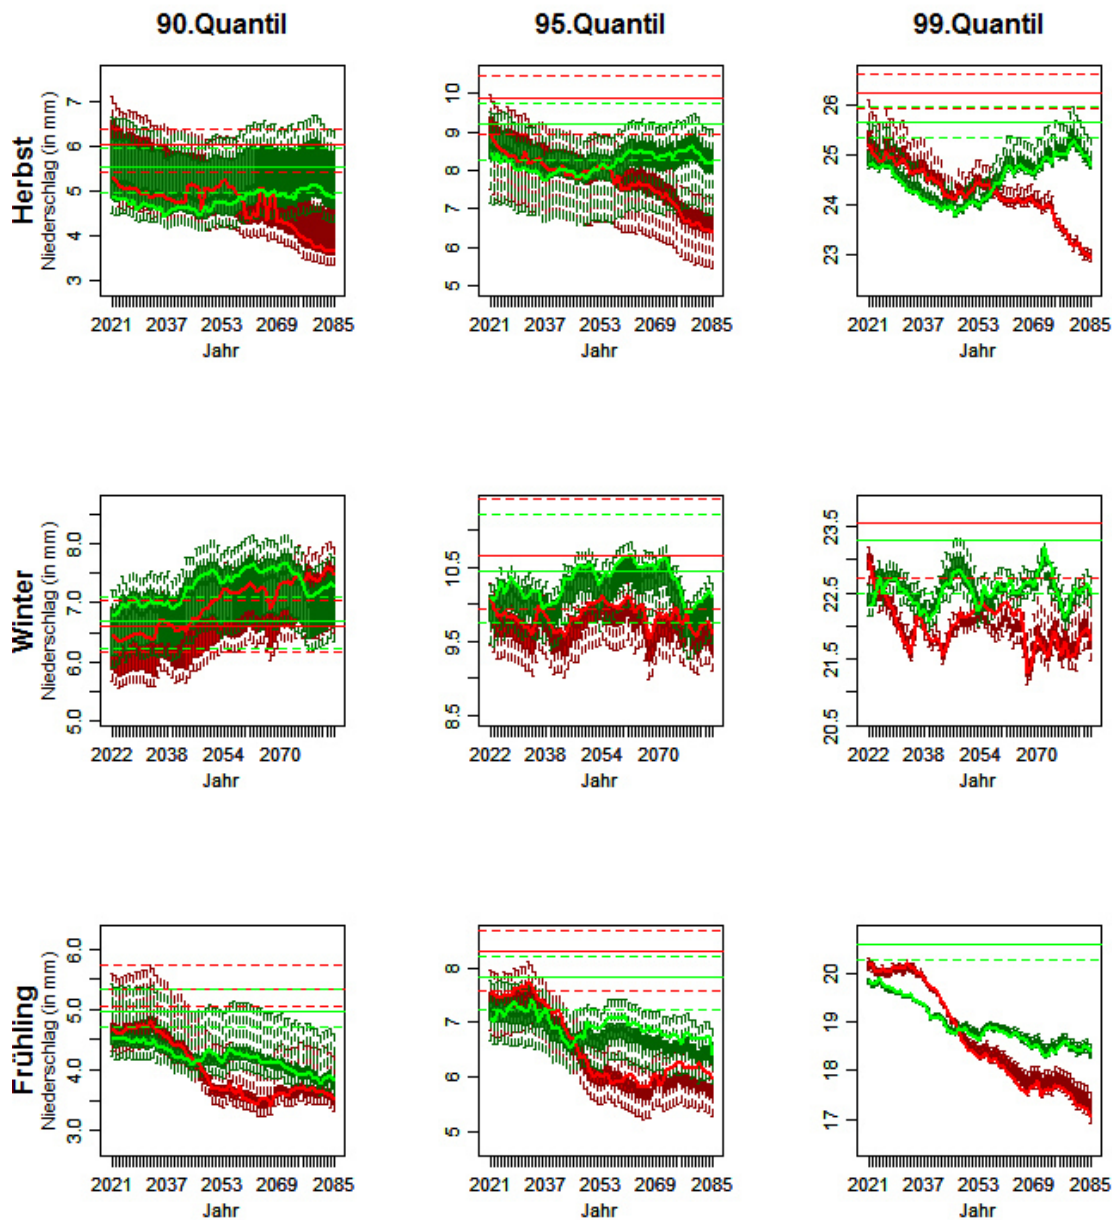 90.Quantil 95.Quantil 99.Quantil
Herbst
Niederschlag (in mm)
7
6
5
4
3
10
9
8
7
6
5
26
25
24
23
2021 2037 2053 2069 2085
2021 2037 2053 2069 2085
2021 2037 2053 2069 2085
Jahr Jahr Jahr
Winter
Niederschlag (in mm)
8.0
7.0
6.0
5.0
10.5
9.5
8.5
23.5
22.5
21.5
20.5
2022 2038 2054 2070
2022 2038 2054 2070
2022 2038 2054 2070
Jahr Jahr Jahr
Frühling
Niederschlag (in mm)
6.0
5.0
4.0
3.0
8
7
6
5
20
19
18
17
2021 2037 2053 2069 2085
2021 2037 2053 2069 2085
2021 2037 2053 2069 2085
Jahr Jahr Jahr